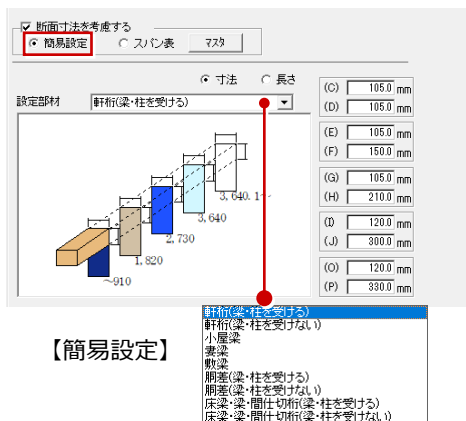 断面寸法を考慮する
簡易設定 スパン表 マスタ
寸法 長さ
設定部材 軒桁(梁・柱を受ける)
(C) 105.0 mm
(D) 105.0 mm
(E) 105.0 mm
(F) 150.0 mm
(G) 105.0 mm
(H) 210.0 mm
(I) 120.0 mm
(J) 300.0 mm
(O) 120.0 mm
(P) 330.0 mm
3,640.1～
3,640
2,730
1,820
～910
【簡易設定】
軒桁(梁・柱を受ける)
軒桁(梁・柱を受けない)
小屋梁
妻梁
敷梁
胴差(梁・柱を受ける)
胴差(梁・柱を受けない)
床梁・梁・間仕切桁(梁・柱を受ける)
床梁・梁・間仕切桁(梁・柱を受けない)